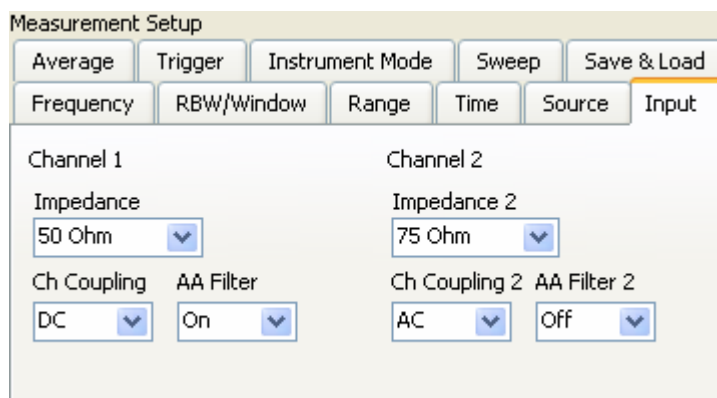 Measurement Setup
Average Trigger Instrument Mode Sweep Save & Load
Frequency RBW/Window Range Time Source Input
Channel 1 Channel 2
Impedance Impedance 2
50 Ohm 75 Ohm
Ch Coupling AA Filter Ch Coupling 2 AA Filter 2
DC On AC Off